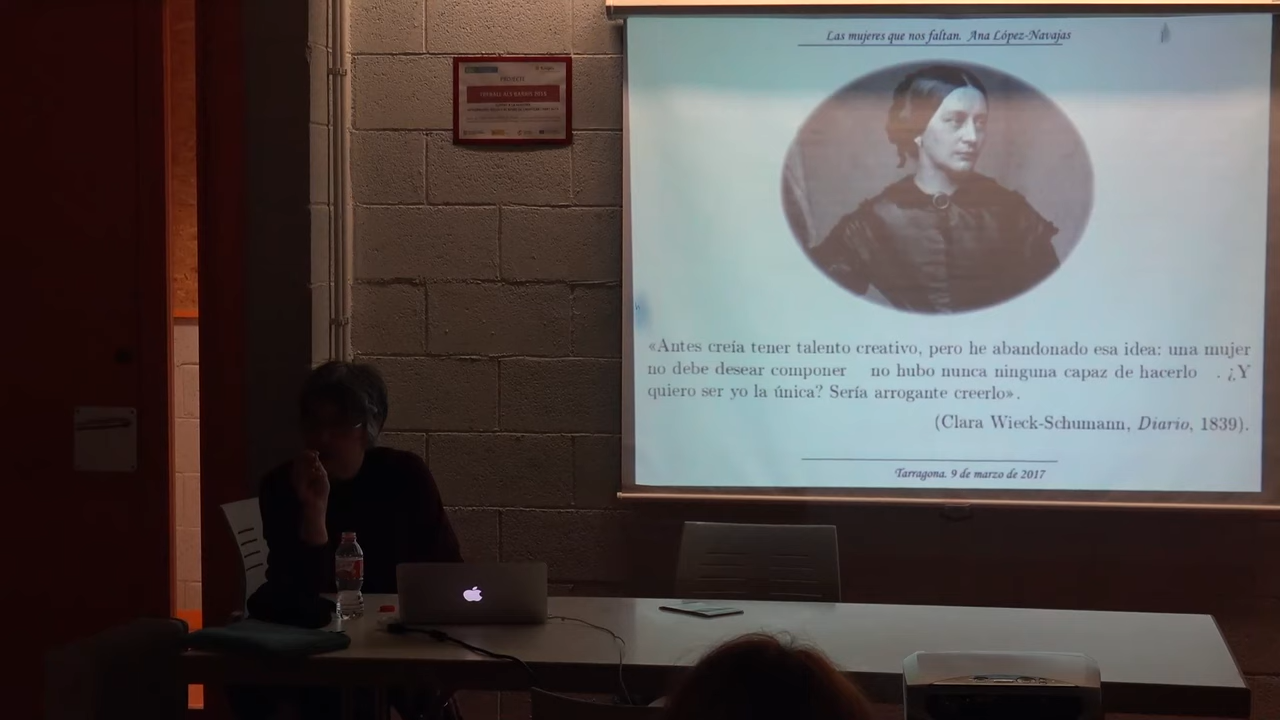 Las mujeres que nos faltan. Ana López-Navajas
«Antes creía tener talento creativo, pero he abandonado esa idea: una mujer
no debe desear componer no hubo nunca ninguna capaz de hacerlo . ¿Y
quiero ser yo la única? Sería arrogante creerlo».
(Clara Wieck-Schumann, Diario, 1839).
Tarragona. 9 de marzo de 2017